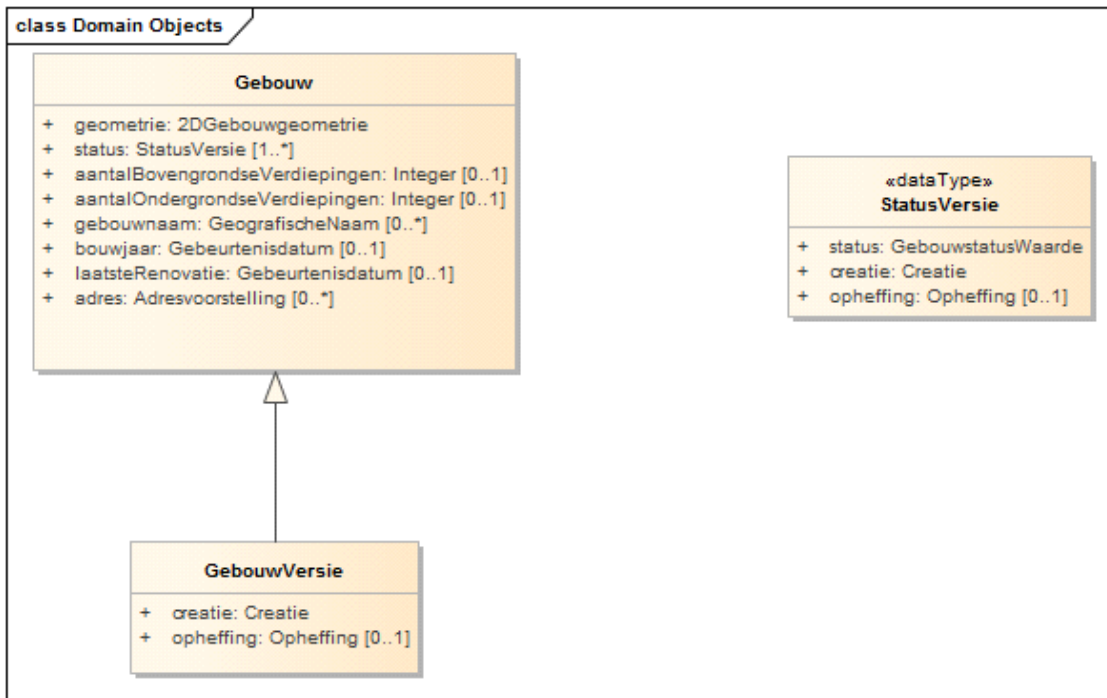 class Domain Objects
Gebouw
+ geometrie: 2DGebouwgeometrie
+ status: StatusVersie [1..*]
+ aantalBovengrondseVerdiepingen: Integer [0..1]
+ aantalOndergrondseVerdiepingen: Integer [0..1]
+ gebouwnaam: GeografischeNaam [0..*]
+ bouwjaar: Gebeurtenisdatum [0..1]
+ laatsteRenovatie: Gebeurtenisdatum [0..1]
+ adres: Adresvoorstelling [0..*]
«dataType»
StatusVersie
+ status: GebouwstatusWaarde
+ creatie: Creatie
+ opheffing: Opheffing [0..1]
GebouwVersie
+ creatie: Creatie
+ opheffing: Opheffing [0..1]